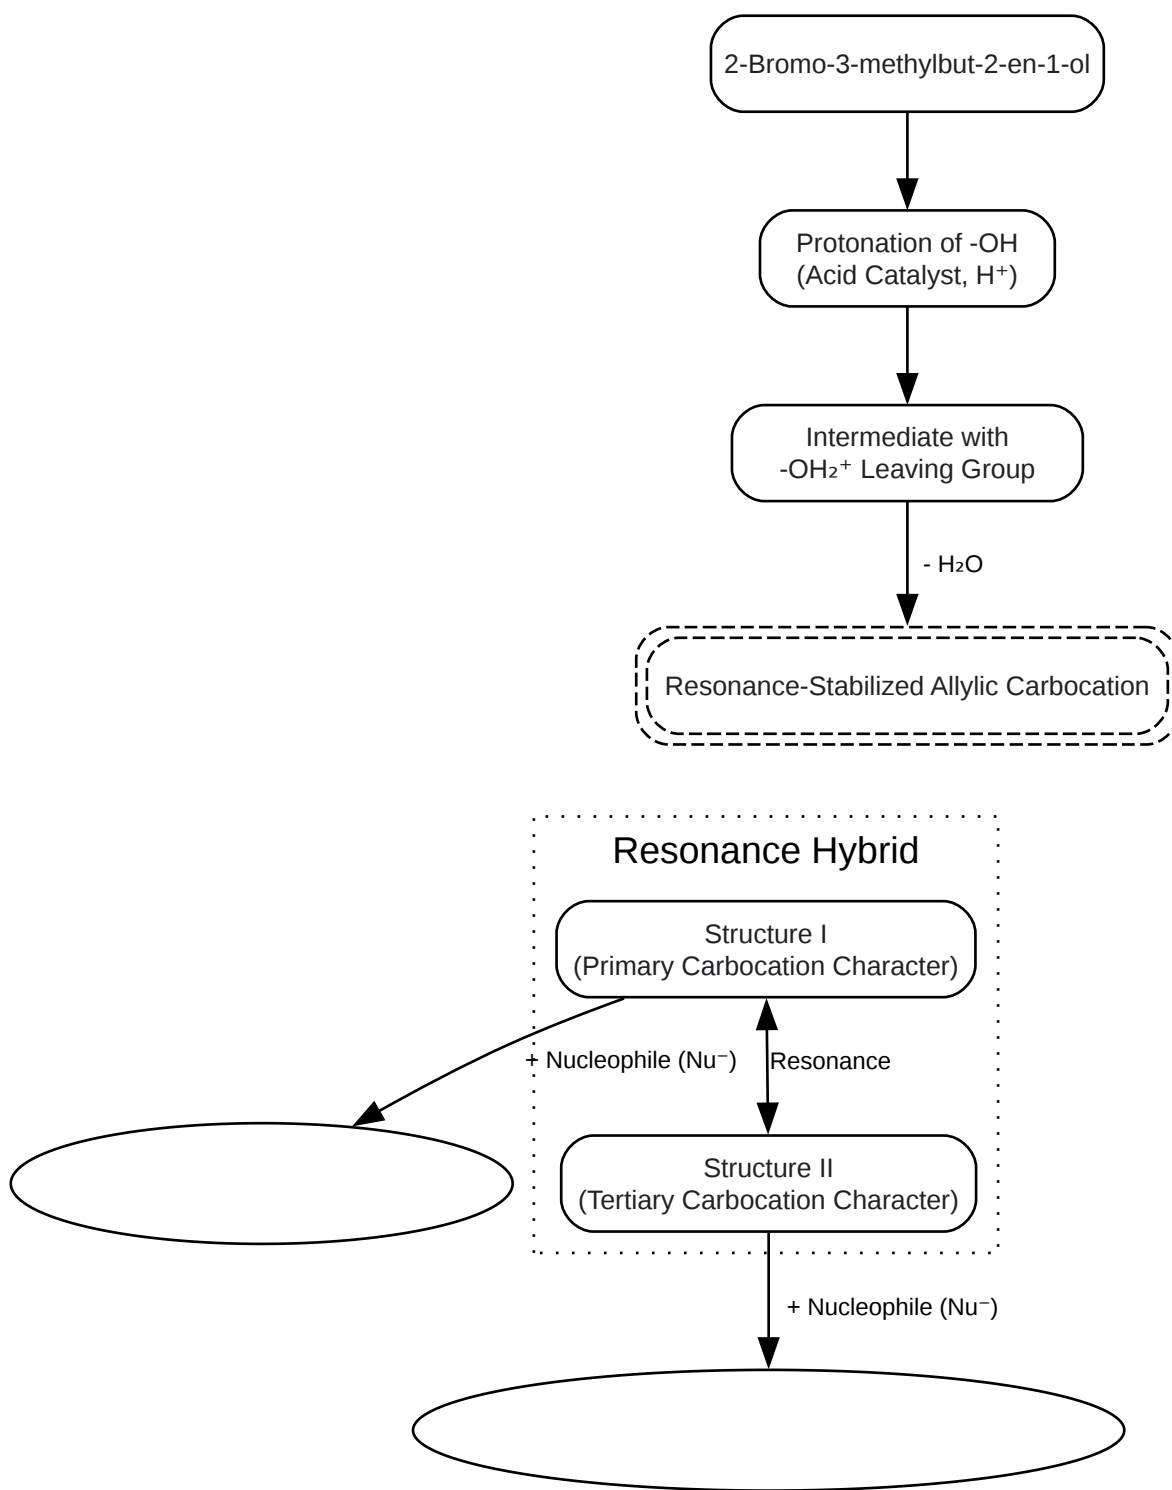 2-Bromo-3-methylbut-2-en-1-ol
Protonation of -OH
(Acid Catalyst, H⁺)
Intermediate with
-OH₂⁺ Leaving Group
- H₂O
Resonance-Stabilized Allylic Carbocation
Resonance Hybrid
Structure I
(Primary Carbocation Character)
+ Nucleophile (Nu⁻)
Resonance
Structure II
(Tertiary Carbocation Character)
+ Nucleophile (Nu⁻)